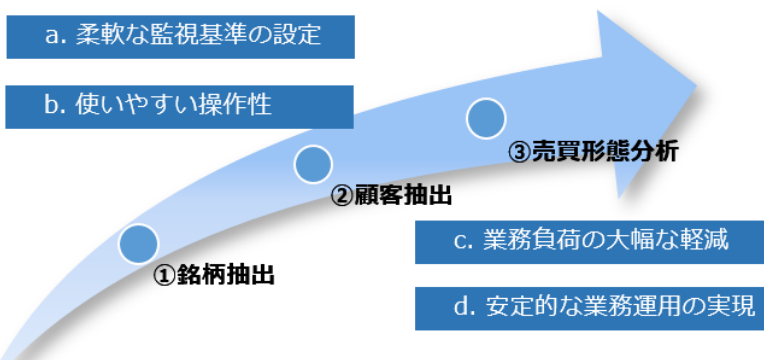 a. 柔軟な監視基準の設定
b. 使いやすい操作性
③売買形態分析
②顧客抽出
①銘柄抽出
c. 業務負荷の大幅な軽減
d. 安定的な業務運用の実現